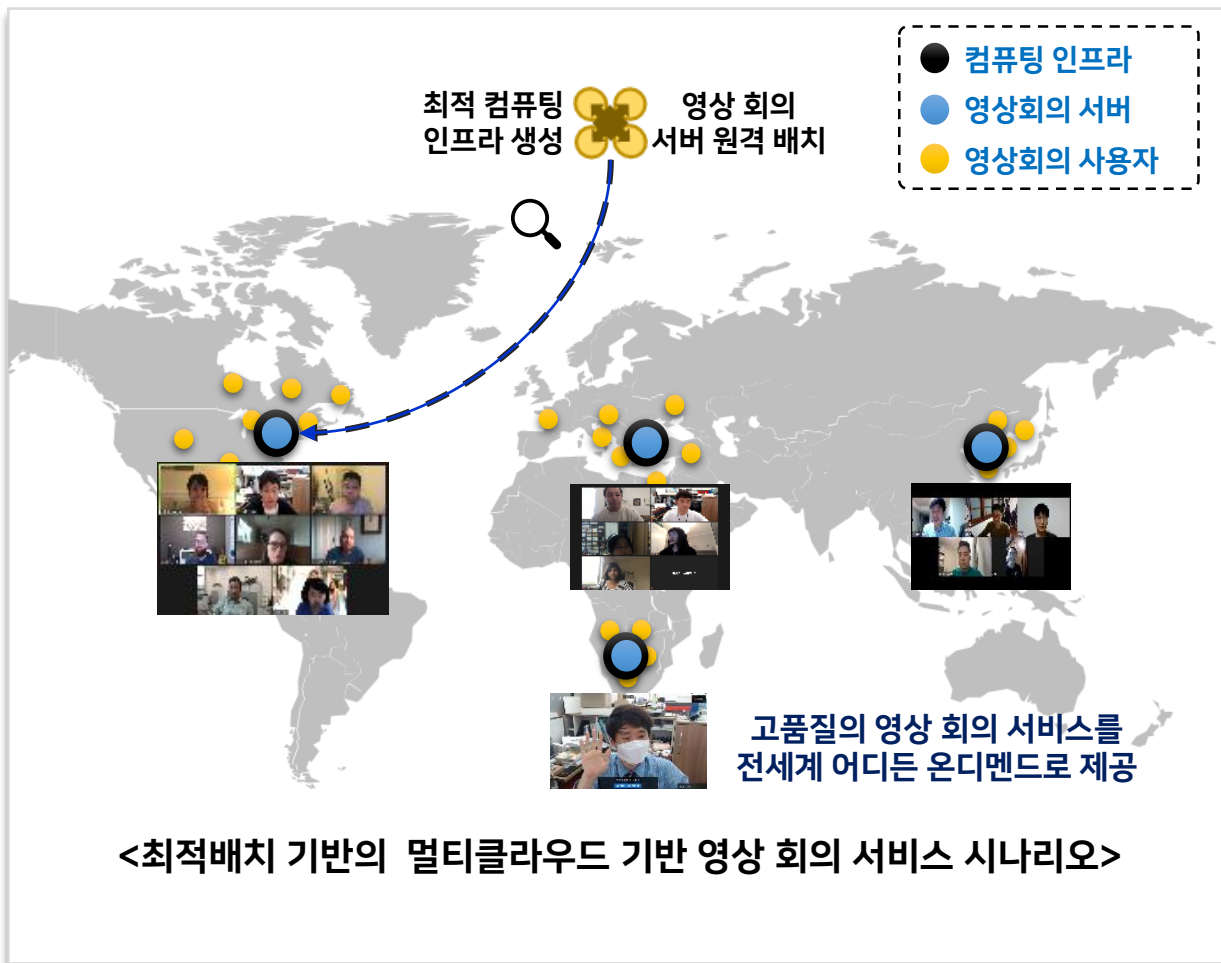 컴퓨팅 인프라
영상회의 서버
영상회의 사용자
최적 컴퓨팅
인프라 생성
영상 회의
서버 원격 배치
고품질의 영상 회의 서비스를
전세계 어디든 온디멘드로 제공
<최적배치 기반의 멀티클라우드 기반 영상 회의 서비스 시나리오>